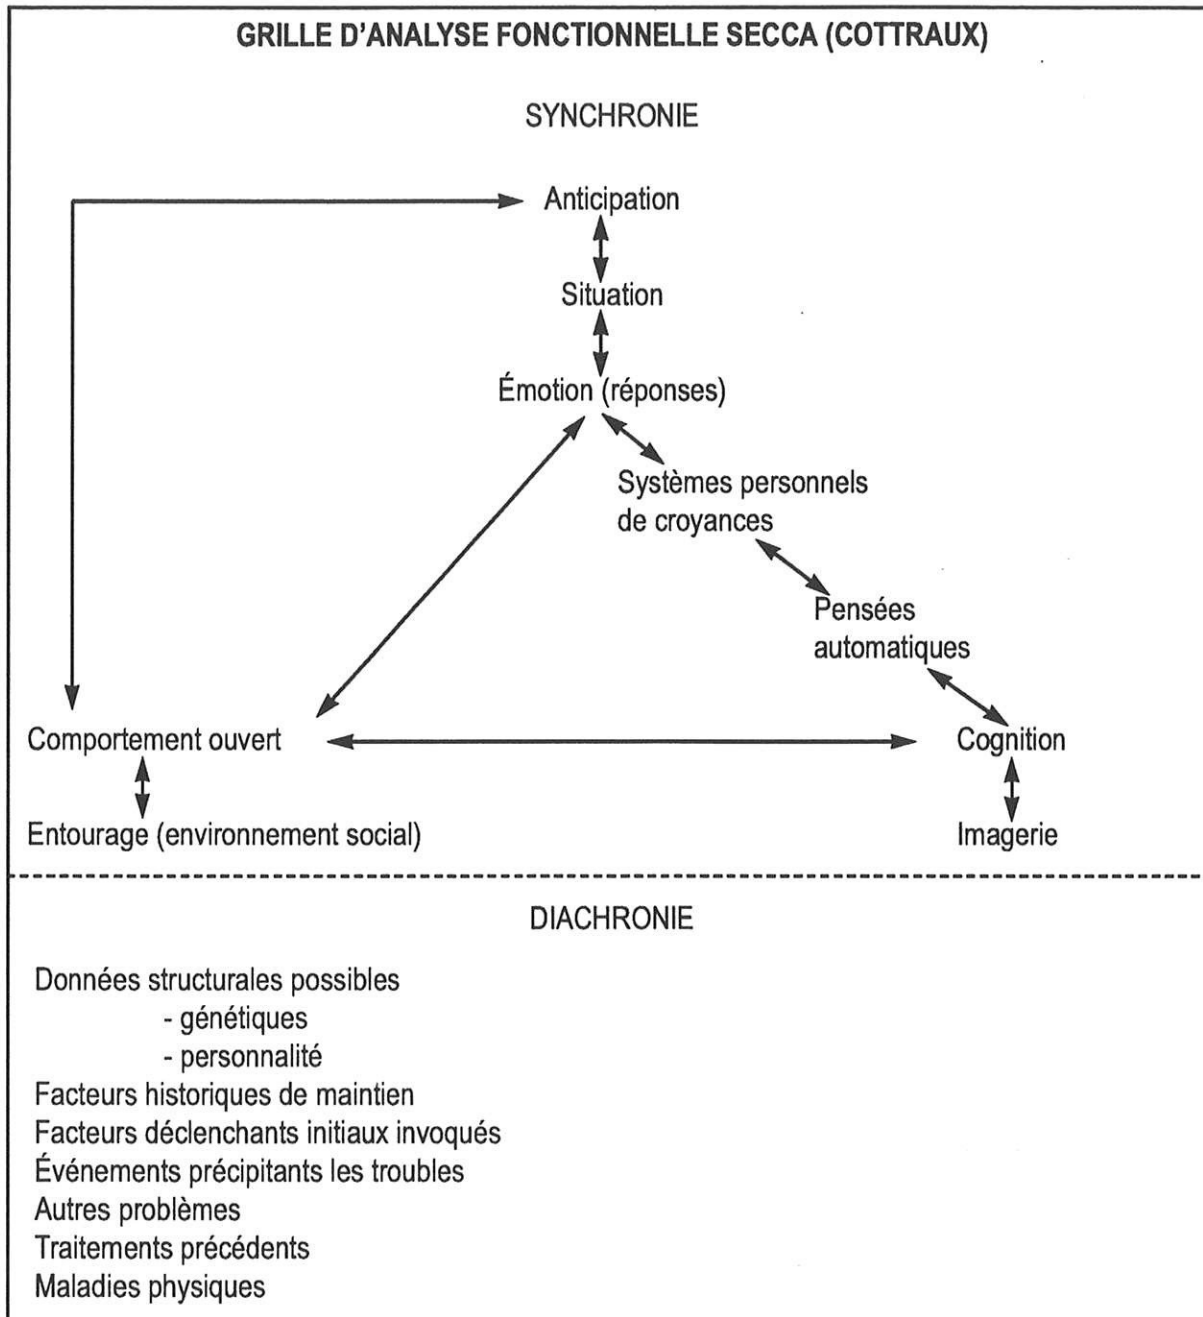 GRILLE D'ANALYSE FONCTIONNELLE SECCA (COTTRAUX)
SYNCHRONIE
Anticipation
Situation
Émotion (réponses)
Systèmes personnels
de croyances
Pensées
automatiques
Comportement ouvert
Cognition
Entourage (environnement social)
Imagerie
DIACHRONIE
Données structurales possibles
- génétiques
- personnalité
Facteurs historiques de maintien
Facteurs déclenchants initiaux invoqués
Événements précipitants les troubles
Autres problèmes
Traitements précédents
Maladies physiques